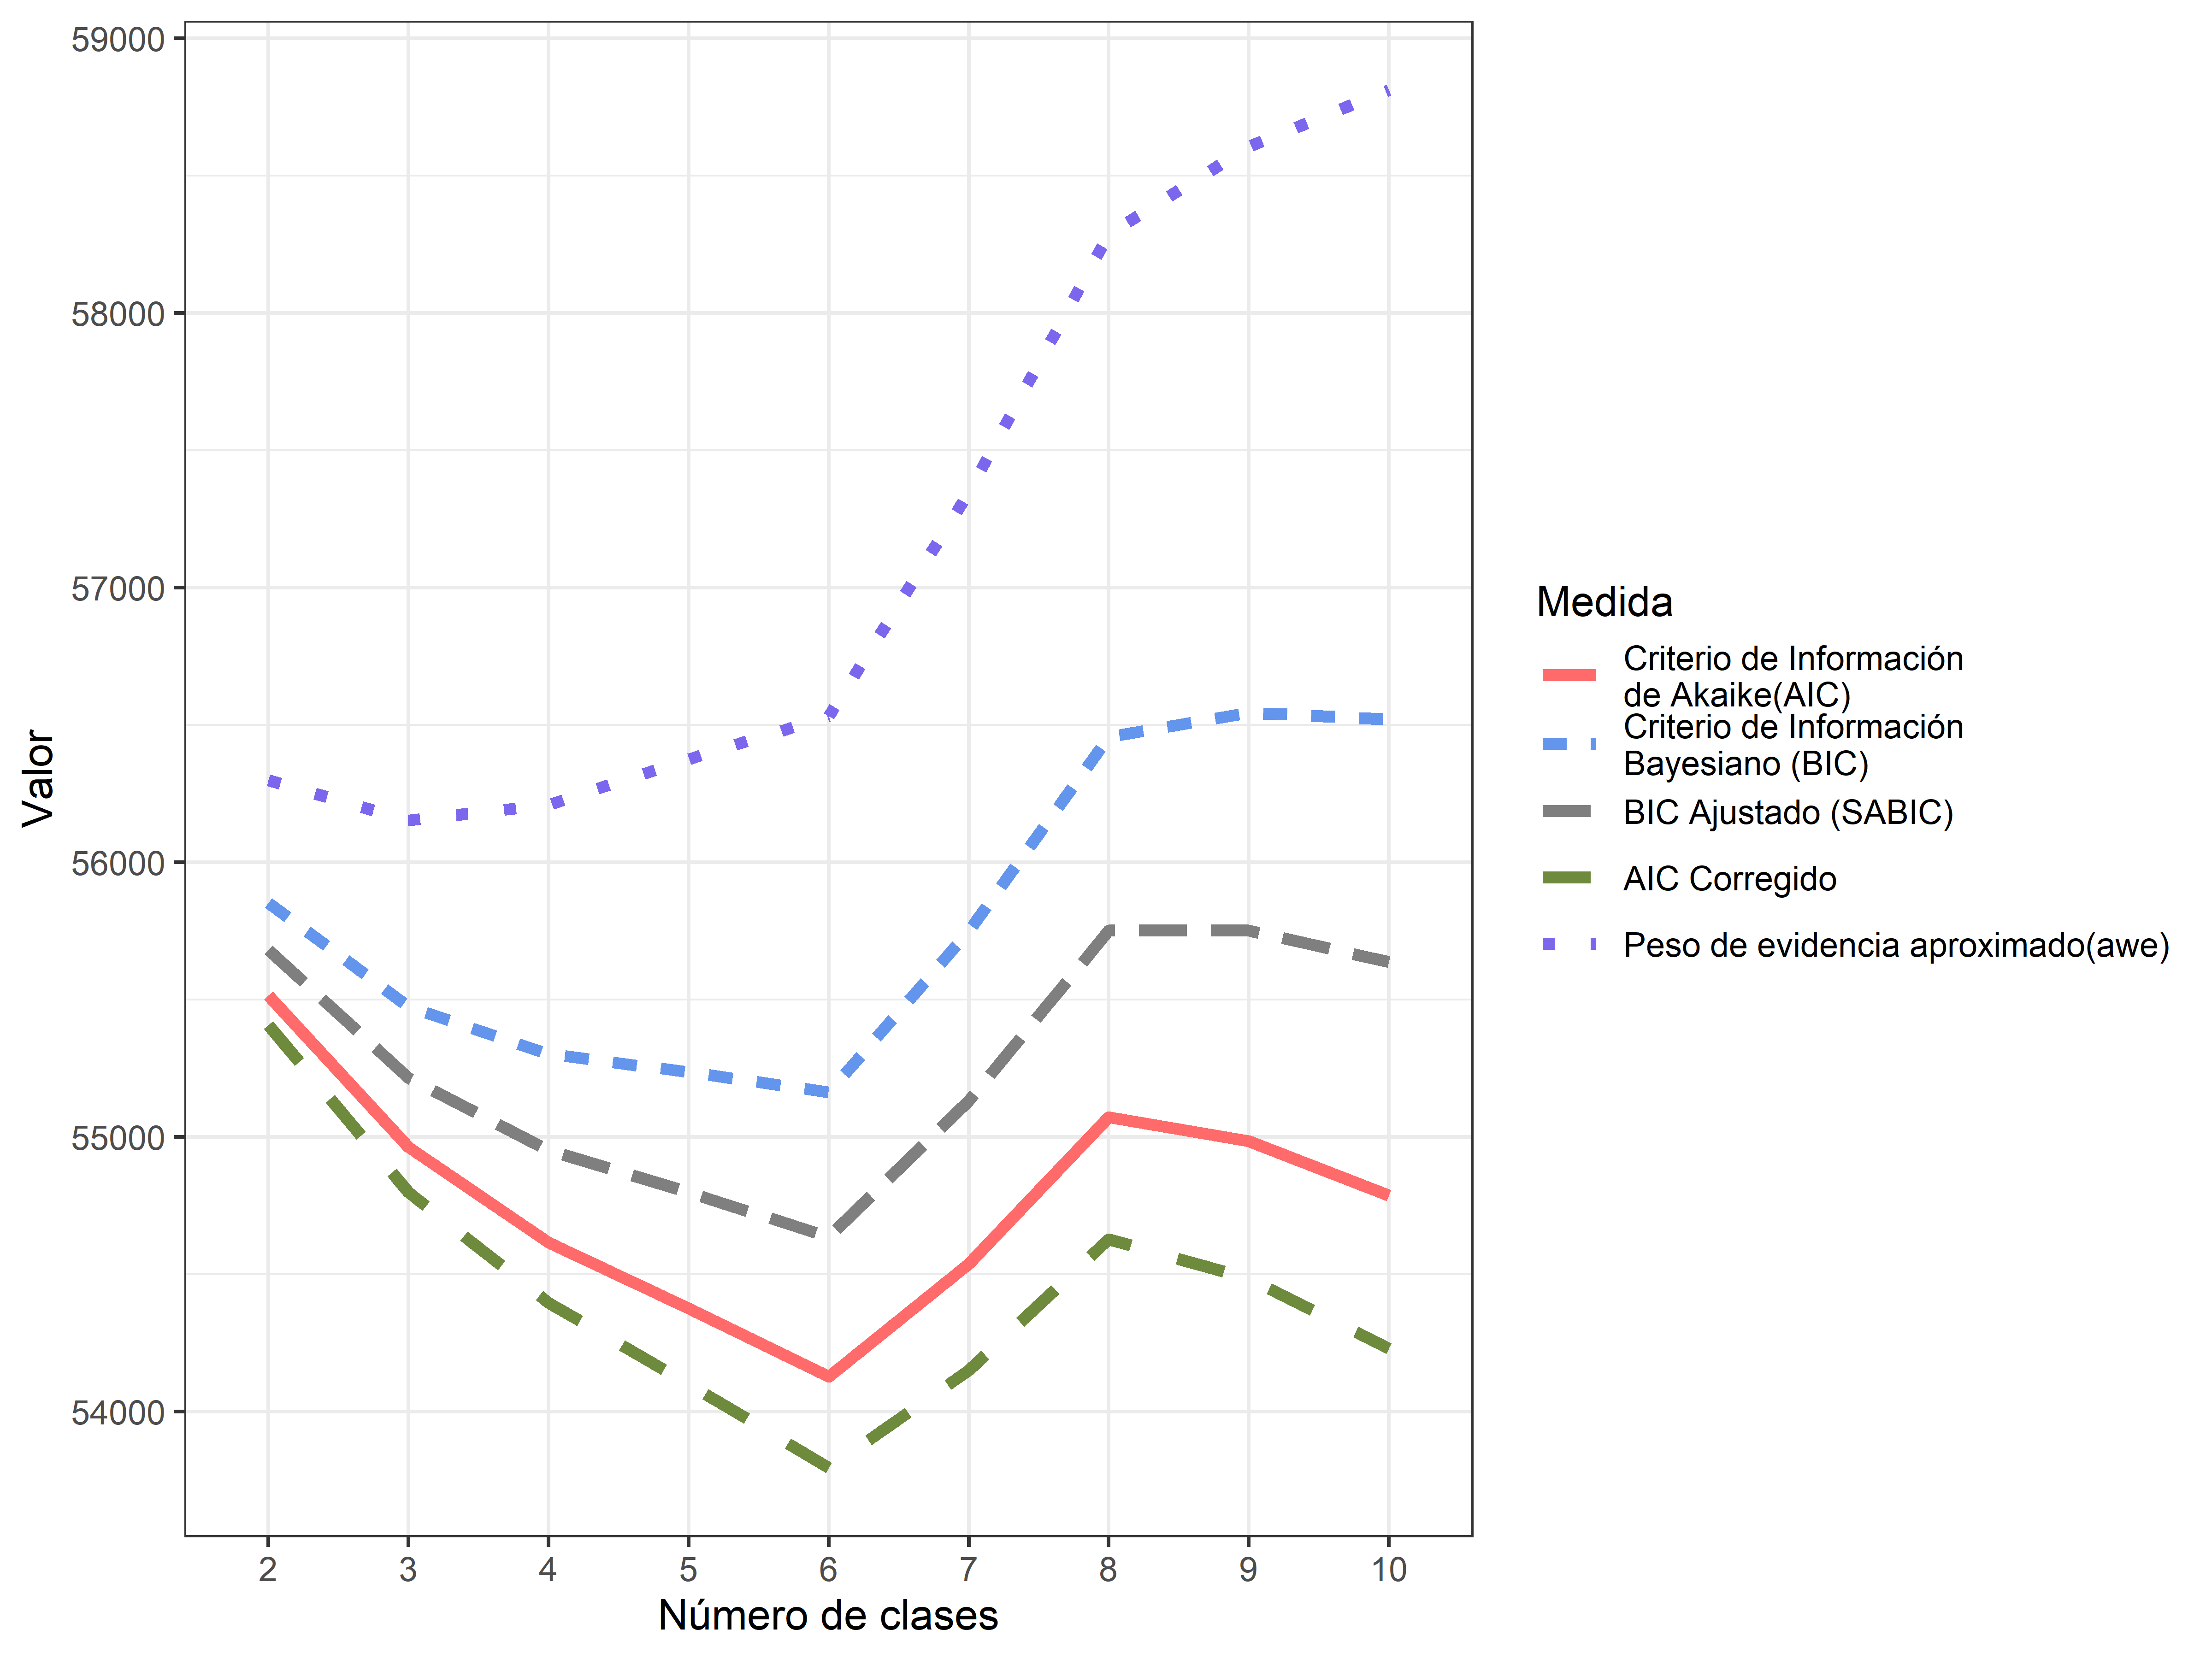 59000
58000
57000
56000
55000
54000
Valor
2 3 4 5 6 7 8 9 10
Número de clases
Medida
Criterio de Información
de Akaike(AIC)
Criterio de Información
Bayesiano (BIC)
BIC Ajustado (SABIC)
AIC Corregido
Peso de evidencia aproximado(awe)